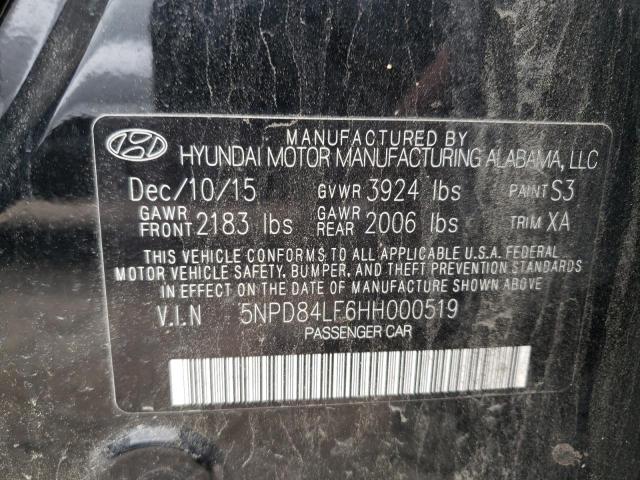 MANUFACTURED BY
HYUNDAI MOTOR MANUFACTURING ALABAMA, LLC
Dec/10/15 GVWR 3924 lbs PAINT S3
GAWR FRONT 2183 lbs GAWR REAR 2006 lbs TRIM XA
THIS VEHICLE CONFORMS TO ALL APPLICABLE U.S.A. FEDERAL
MOTOR VEHICLE SAFETY, BUMPER, AND THEFT PREVENTION STANDARDS
IN EFFECT ON THE DATE OF MANUFACTURE SHOWN ABOVE.
V.I.N 5NPD84LF6HH000519
PASSENGER CAR